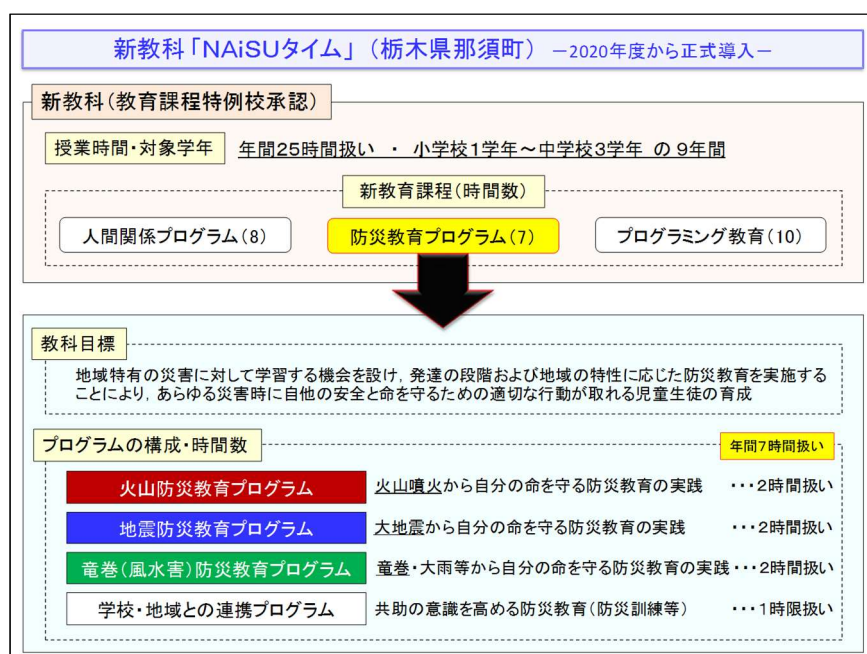 新教科「NAiSUタイム」（栃木県那須町） －2020年度から正式導入－
新教科（教育課程特例校承認）
授業時間・対象学年 年間25時間扱い ・ 小学校1学年～中学校3学年 の 9年間
新教育課程（時間数）
人間関係プログラム（8） 防災教育プログラム（7） プログラミング教育（10）
教科目標
地域特有の災害に対して学習する機会を設け，発達の段階および地域の特性に応じた防災教育を実施する
ことにより，あらゆる災害時に自他の安全と命を守るための適切な行動が取れる児童生徒の育成
プログラムの構成・時間数 年間7時間扱い
火山防災教育プログラム 火山噴火から自分の命を守る防災教育の実践 ・・・2時間扱い
地震防災教育プログラム 大地震から自分の命を守る防災教育の実践 ・・・2時間扱い
竜巻（風水害）防災教育プログラム 竜巻・大雨等から自分の命を守る防災教育の実践・・・2時間扱い
学校・地域との連携プログラム 共助の意識を高める防災教育（防災訓練等） ・・・1時限扱い